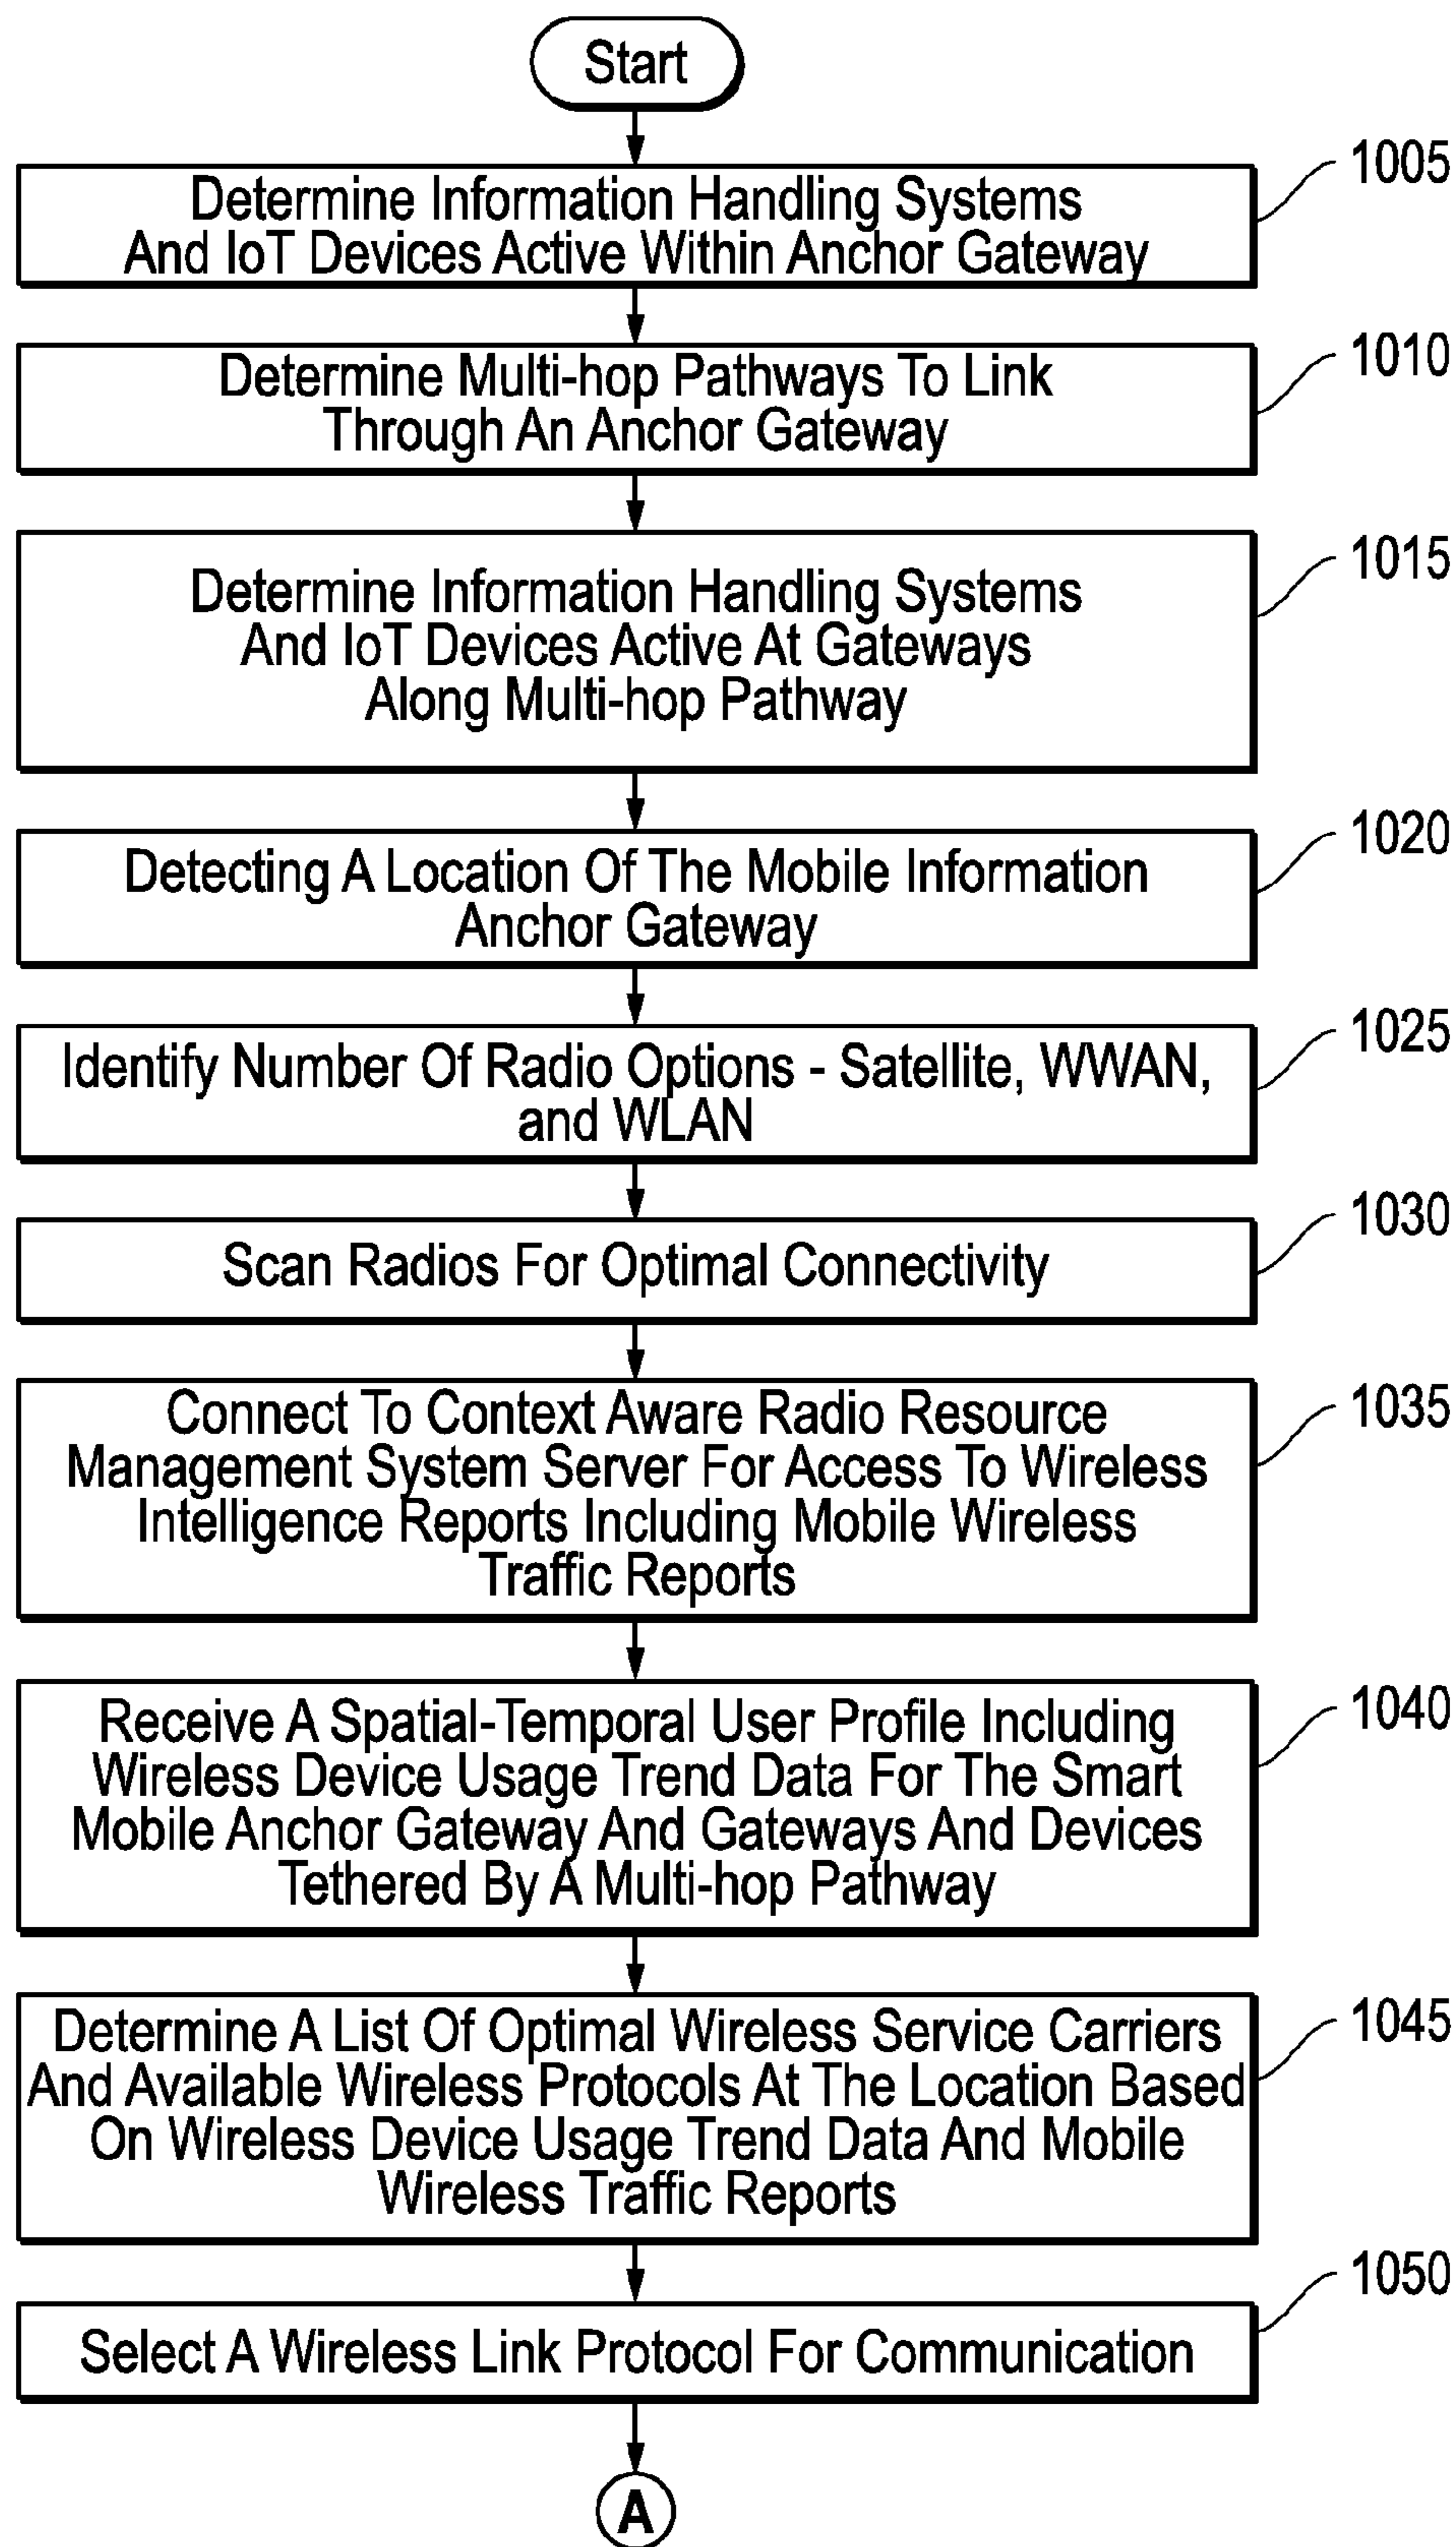 Start
1005
Determine Information Handling Systems
And IoT Devices Active Within Anchor Gateway
1010
Determine Multi-hop Pathways To Link
Through An Anchor Gateway
1015
Determine Information Handling Systems
And IoT Devices Active At Gateways
Along Multi-hop Pathway
1020
Detecting A Location Of The Mobile Information
Anchor Gateway
1025
Identify Number Of Radio Options - Satellite, WWAN,
and WLAN
1030
Scan Radios For Optimal Connectivity
1035
Connect To Context Aware Radio Resource
Management System Server For Access To Wireless
Intelligence Reports Including Mobile Wireless
Traffic Reports
1040
Receive A Spatial-Temporal User Profile Including
Wireless Device Usage Trend Data For The Smart
Mobile Anchor Gateway And Gateways And Devices
Tethered By A Multi-hop Pathway
1045
Determine A List Of Optimal Wireless Service Carriers
And Available Wireless Protocols At The Location Based
On Wireless Device Usage Trend Data And Mobile
Wireless Traffic Reports
1050
Select A Wireless Link Protocol For Communication
A